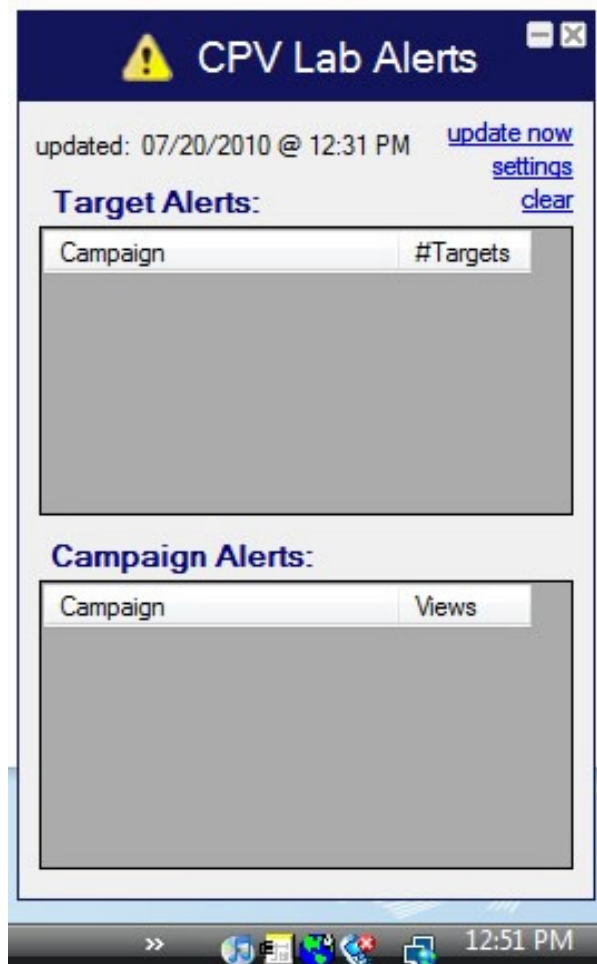 CPV Lab Alerts
updated: 07/20/2010 @ 12:31 PM
update now
settings
clear
Target Alerts:
Campaign #Targets
Campaign Alerts:
Campaign Views
12:51 PM